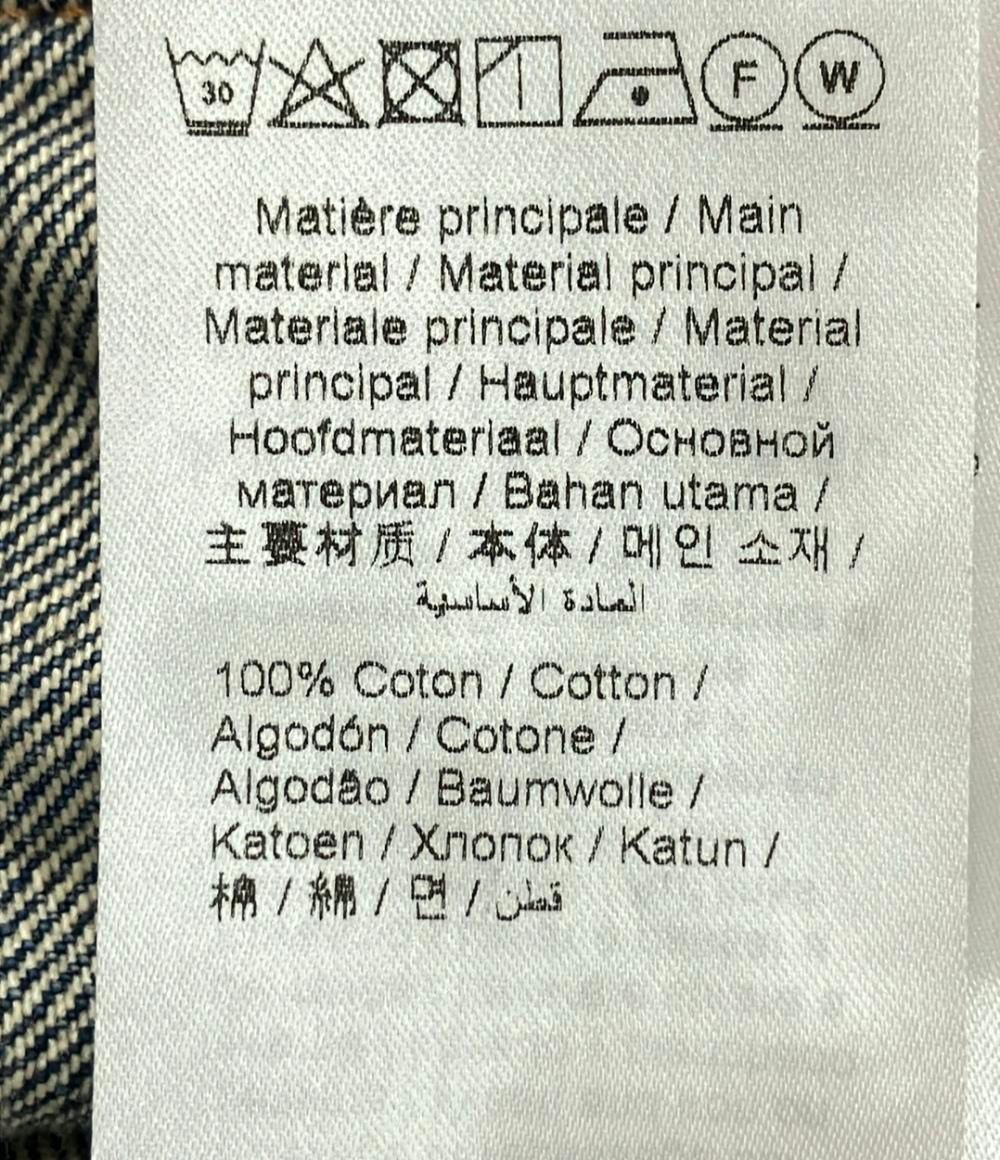 30 F W
Matière principale / Main
material / Material principal /
Materiale principale / Material
principal / Hauptmaterial /
Hoofdmateriaal / Основной
материал / Bahan utama /
主要材质 / 本体 / 메인 소재 /
المادة الأساسية
100% Coton / Cotton /
Algodón / Cotone /
Algodão / Baumwolle /
Katoen / Хлопок / Katun /
棉 / 綿 / 면 / قطن